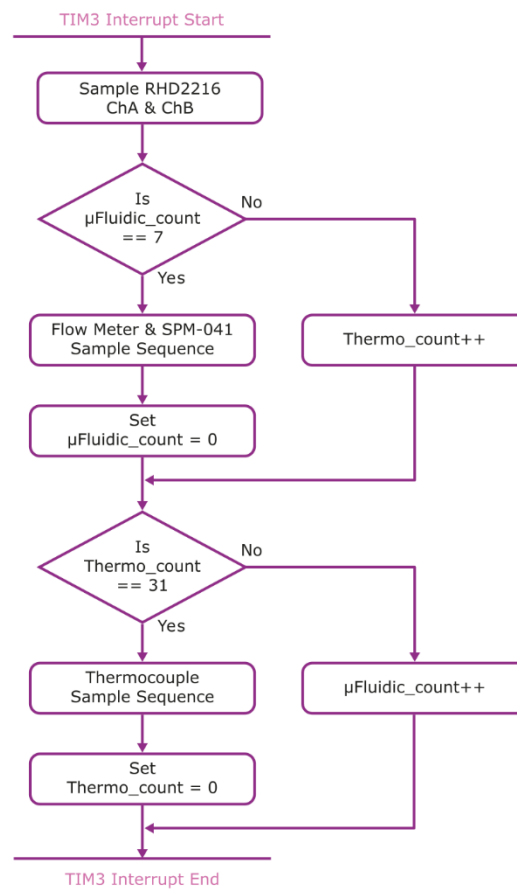 TIM3 Interrupt Start
Sample RHD2216
ChA & ChB
Is
µFluidic_count
== 7
No
Yes
Flow Meter & SPM-041
Sample Sequence
Thermo_count++
Set
µFluidic_count = 0
Is
Thermo_count
== 31
No
Yes
Thermocouple
Sample Sequence
µFluidic_count++
Set
Thermo_count = 0
TIM3 Interrupt End